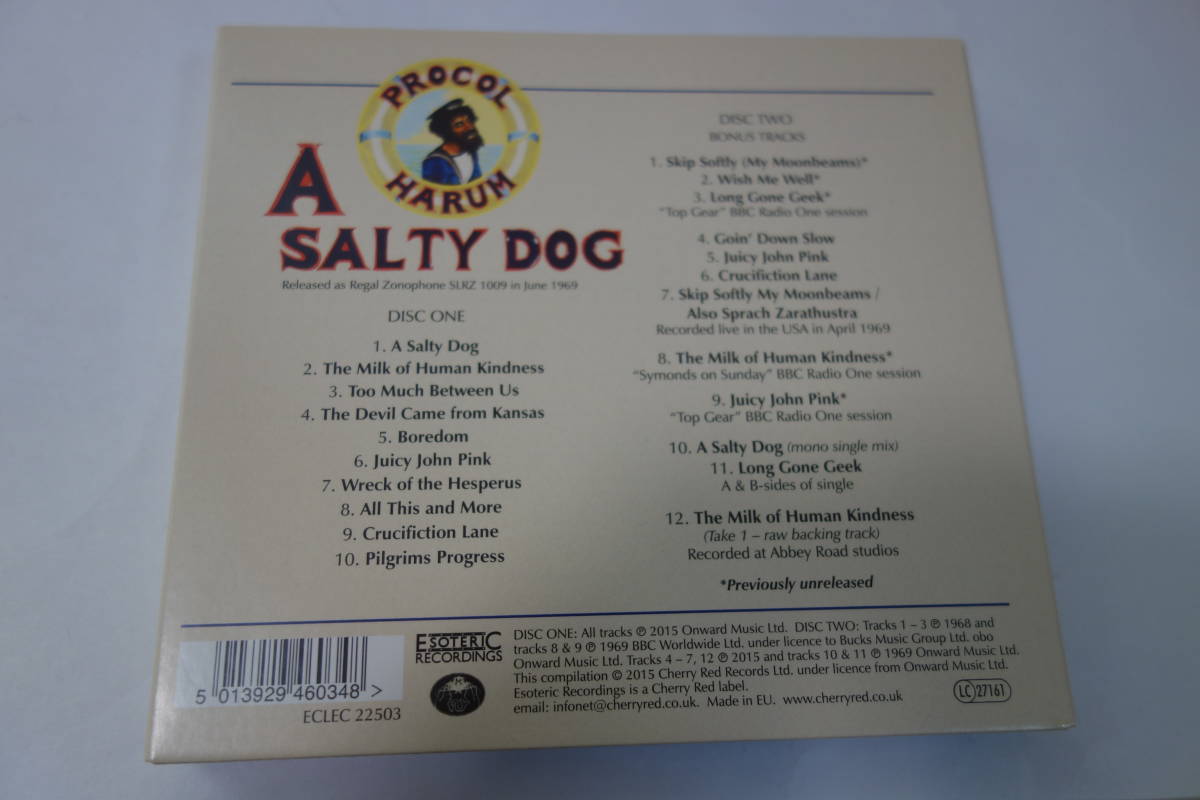 PROCOL
HARUM
A
SALTY DOG
Released as Regal Zonophone SLRZ 1009 in June 1969
DISC ONE
1. A Salty Dog
2. The Milk of Human Kindness
3. Too Much Between Us
4. The Devil Came from Kansas
5. Boredom
6. Juicy John Pink
7. Wreck of the Hesperus
8. All This and More
9. Crucifiction Lane
10. Pilgrims Progress
DISC TWO
BONUS TRACKS
1. Skip Softly (My Moonbeams)*
2. Wish Me Well*
3. Long Gone Geek*
“Top Gear” BBC Radio One session
4. Goin’ Down Slow
5. Juicy John Pink
6. Crucifiction Lane
7. Skip Softly My Moonbeams /
Also Sprach Zarathustra
Recorded live in the USA in April 1969
8. The Milk of Human Kindness*
“Symonds on Sunday” BBC Radio One session
9. Juicy John Pink*
“Top Gear” BBC Radio One session
10. A Salty Dog (mono single mix)
11. Long Gone Geek
A & B-sides of single
12. The Milk of Human Kindness
(Take 1 – raw backing track)
Recorded at Abbey Road studios
*Previously unreleased
5 013929 460348 >
ECLEC 22503
ESOTERIC
RECORDINGS
DISC ONE: All tracks ℗ 2015 Onward Music Ltd. DISC TWO: Tracks 1 – 3 ℗ 1968 and
tracks 8 & 9 ℗ 1969 BBC Worldwide Ltd. under licence to Bucks Music Group Ltd. obo
Onward Music Ltd. Tracks 4 – 7, 12 ℗ 2015 and tracks 10 & 11 ℗ 1969 Onward Music Ltd.
This compilation © 2015 Cherry Red Records Ltd. under licence from Onward Music Ltd.
Esoteric Recordings is a Cherry Red label.
email: infonet@cherryred.co.uk. Made in EU. www.cherryred.co.uk
LC 27161